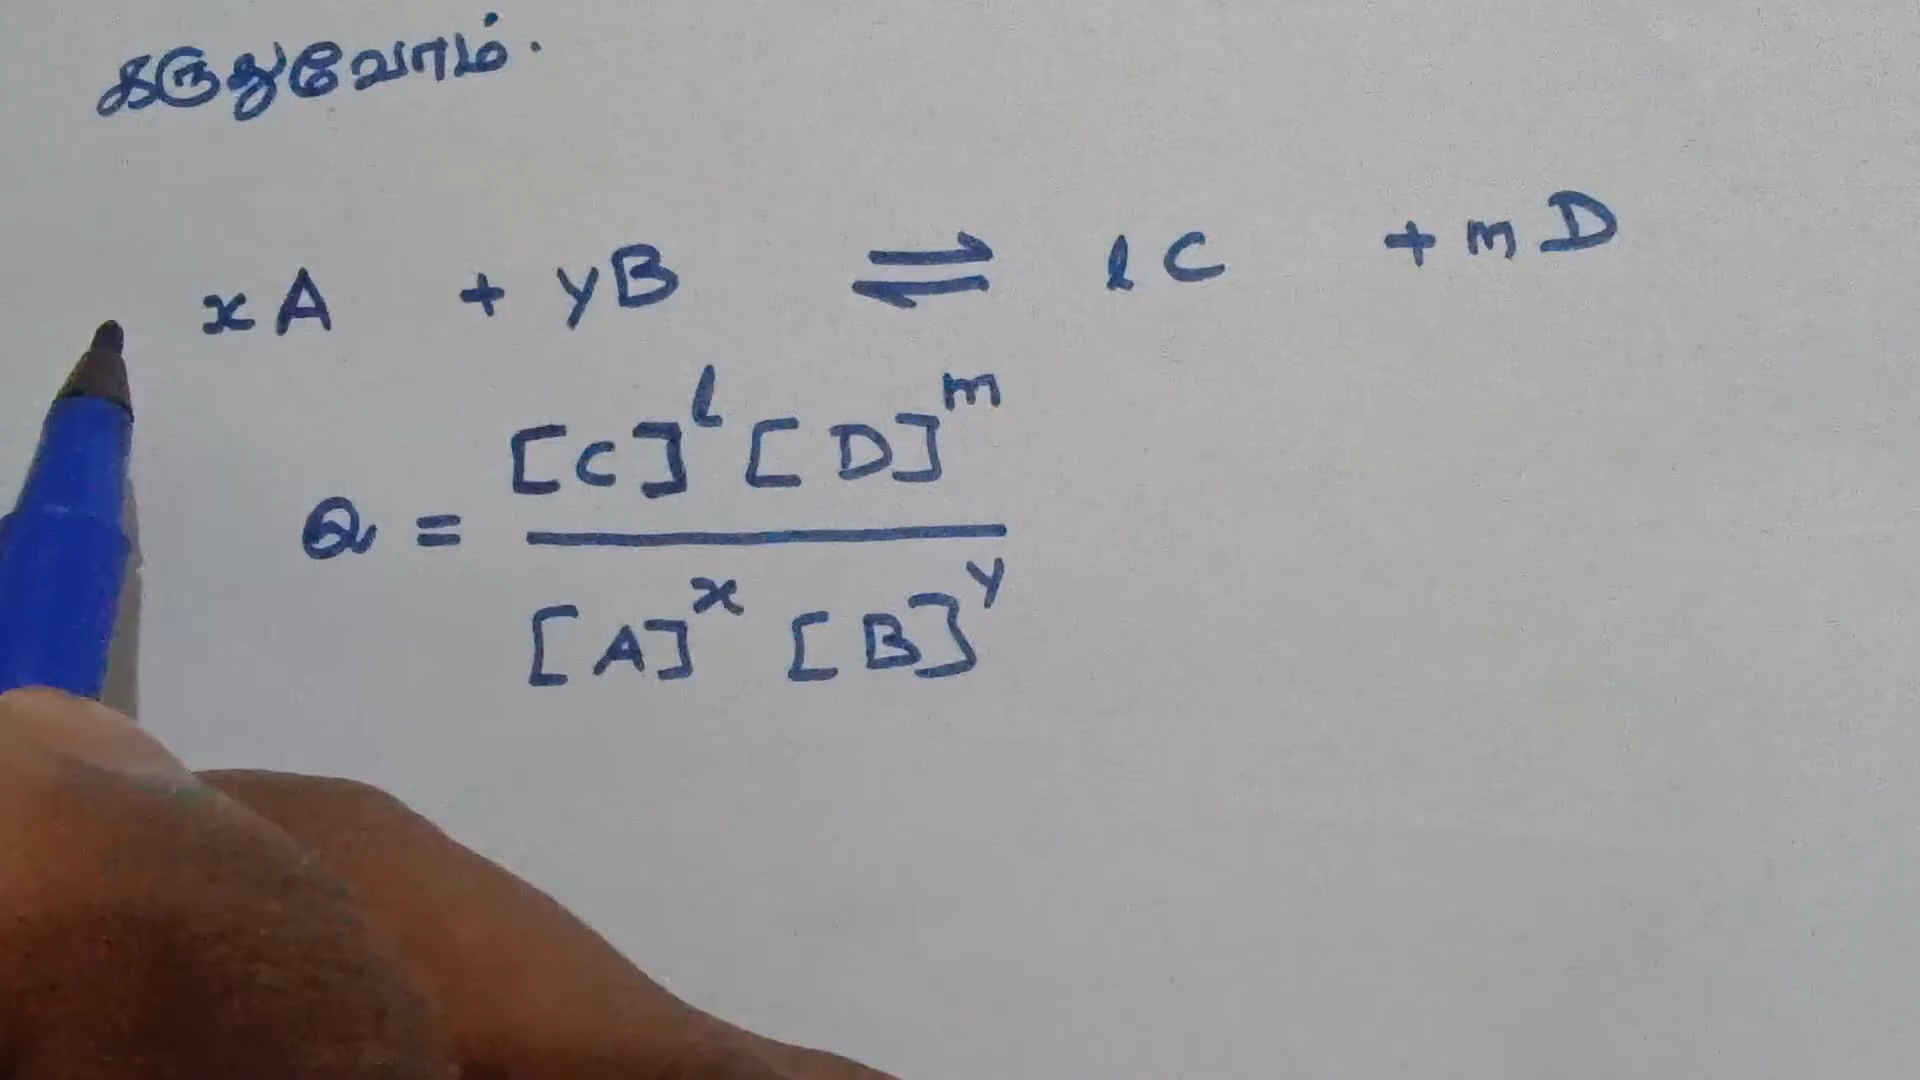 கருதுவோம்.
xA + yB ⇌ lC + mD
Q = [C]^l [D]^m / [A]^x [B]^y